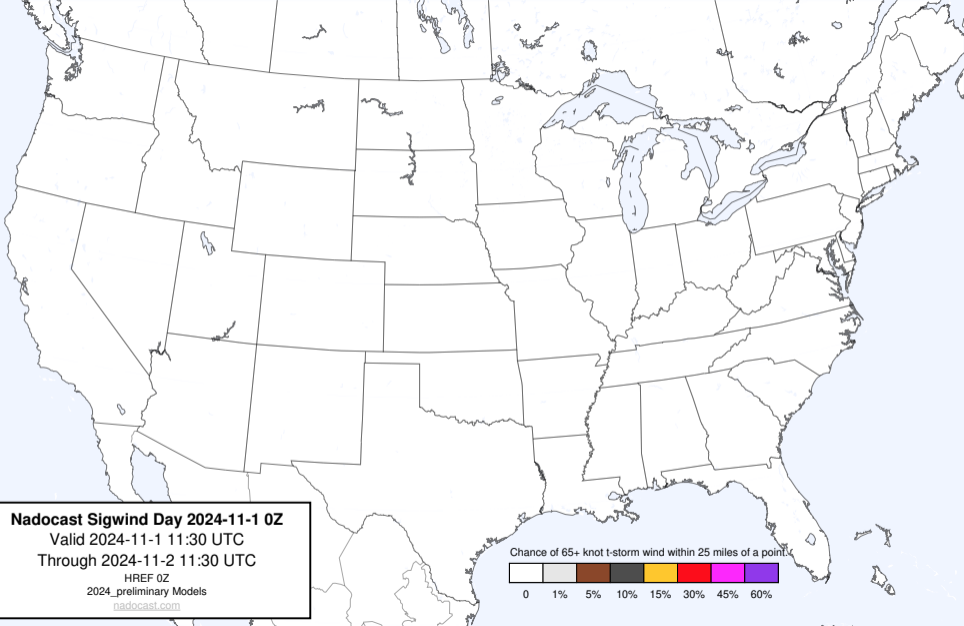 Nadocast Sigwind Day 2024-11-1 0Z
Valid 2024-11-1 11:30 UTC
Through 2024-11-2 11:30 UTC
HREF 0Z
2024_preliminary Models
nadocast.com
Chance of 65+ knot t-storm wind within 25 miles of a point.
0 1% 5% 10% 15% 30% 45% 60%